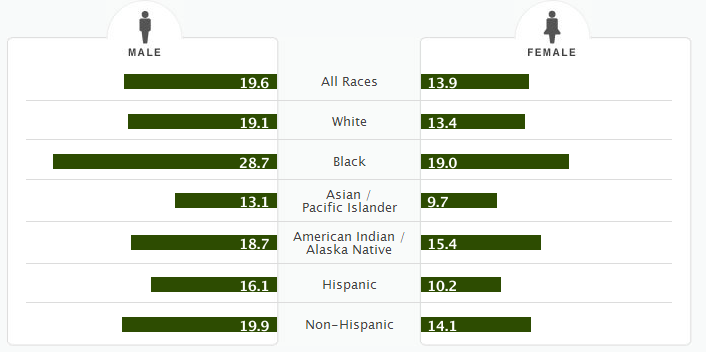 MALE
FEMALE
19.6 All Races 13.9
19.1 White 13.4
28.7 Black 19.0
13.1 Asian / 9.7
Pacific Islander
18.7 American Indian / 15.4
Alaska Native
16.1 Hispanic 10.2
19.9 Non-Hispanic 14.1